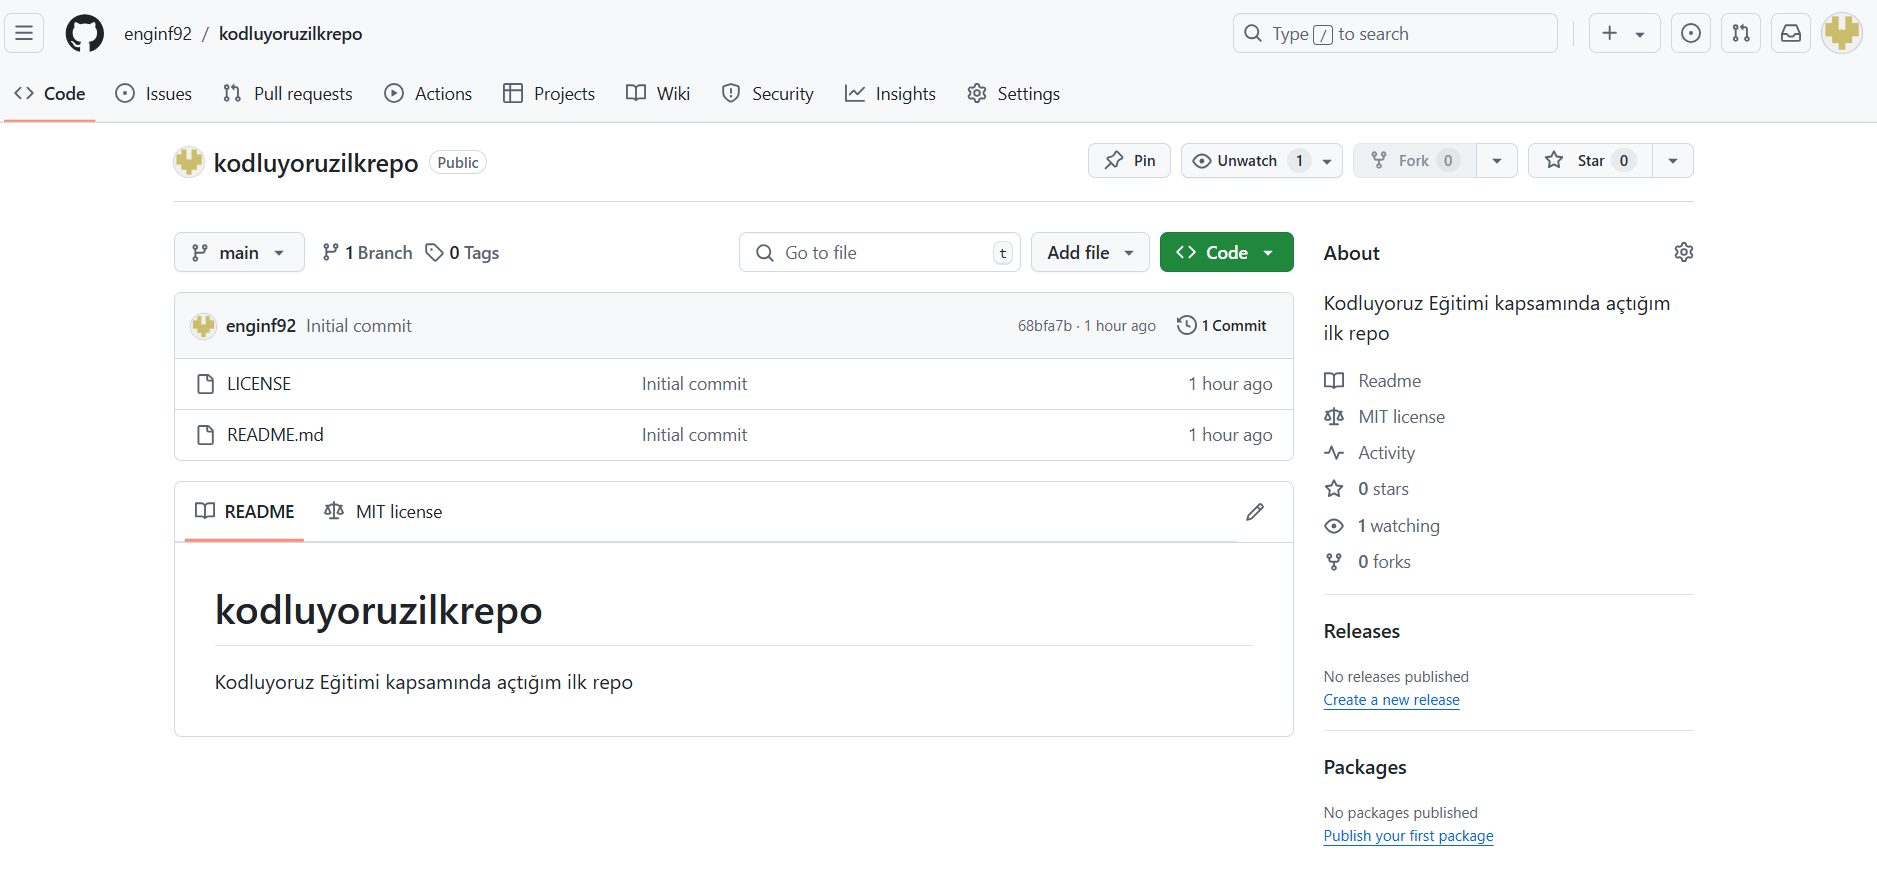 enginf92 / kodluyoruzilkrepo
Type / to search
Code Issues Pull requests Actions Projects Wiki Security Insights Settings
kodluyoruzilkrepo Public
Pin Unwatch 1 Fork 0 Star 0
main 1 Branch 0 Tags Go to file t Add file Code
enginf92 Initial commit 68bfa7b · 1 hour ago 1 Commit
LICENSE Initial commit 1 hour ago
README.md Initial commit 1 hour ago
README MIT license
kodluyoruzilkrepo
Kodluyoruz Eğitimi kapsamında açtığım ilk repo
About
Kodluyoruz Eğitimi kapsamında açtığım
ilk repo
Readme
MIT license
Activity
0 stars
1 watching
0 forks
Releases
No releases published
Create a new release
Packages
No packages published
Publish your first package